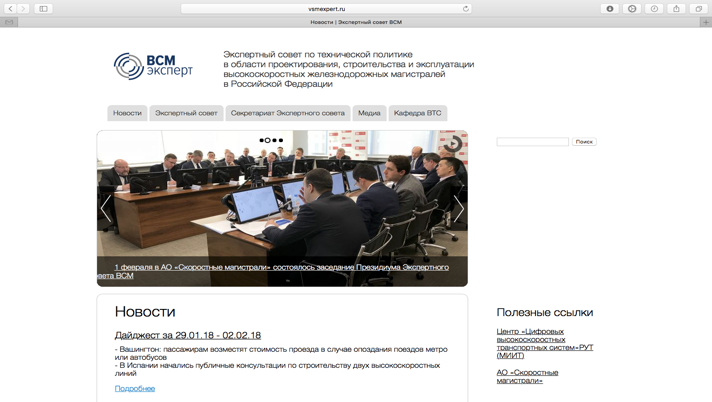 vsmexpert.ru
Новости | Экспертный совет ВСМ
ВСМ
эксперт
Экспертный совет по технической политике
в области проектирования, строительства и эксплуатации
высокоскоростных железнодорожных магистралей
в Российской Федерации
Новости
Экспертный совет
Секретариат Экспертного совета
Медиа
Кафедра ВТС
Поиск
1 февраля в АО «Скоростные магистрали» состоялось заседание Президиума Экспертного
вета ВСМ
Новости
Дайджест за 29.01.18 - 02.02.18
- Вашингтон: пассажирам возместят стоимость проезда в случае опоздания поездов метро
или автобусов
- В Испании начались публичные консультации по строительству двух высокоскоростных
линий
Подробнее
Полезные ссылки
Центр «Цифровых
высокоскоростных
транспортных систем»РУТ
(МИИТ)
АО «Скоростные
магистрали»